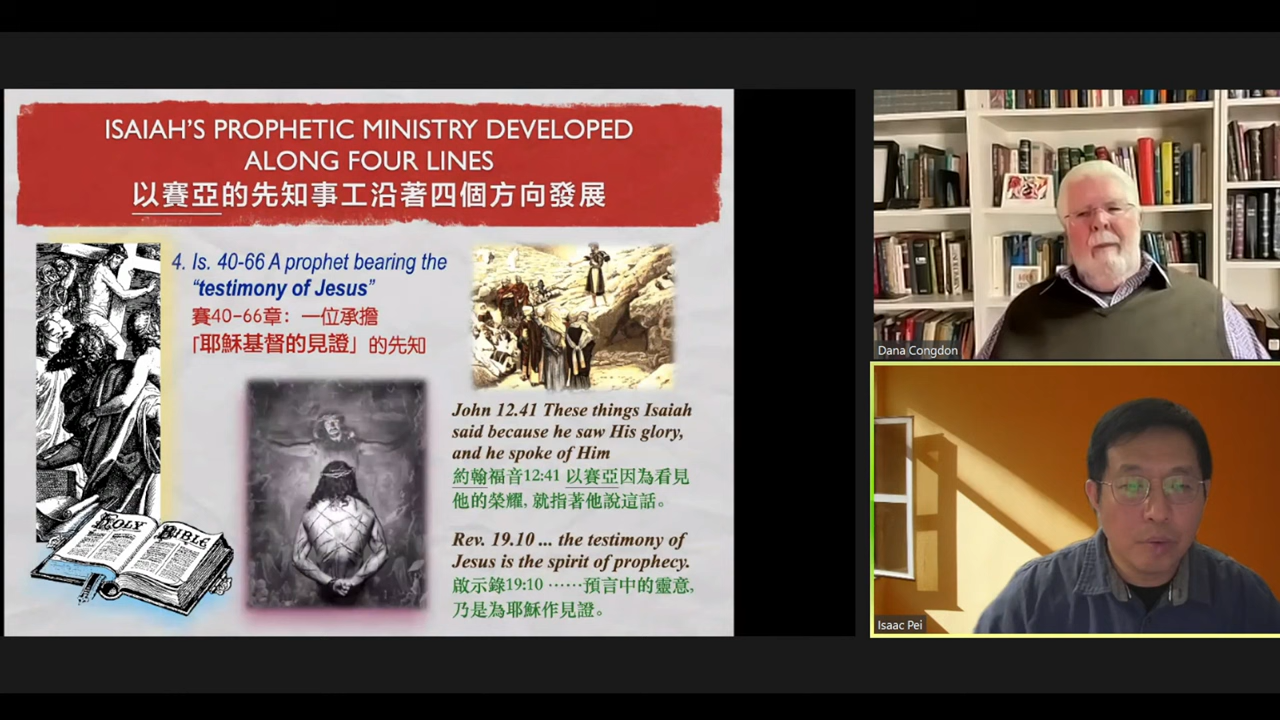 ISAIAH'S PROPHETIC MINISTRY DEVELOPED
ALONG FOUR LINES
以賽亞的先知事工沿著四個方向發展
4. Is. 40-66 A prophet bearing the
“testimony of Jesus”
賽40-66章：一位承擔
「耶穌基督的見證」的先知
John 12.41 These things Isaiah
said because he saw His glory,
and he spoke of Him
約翰福音12:41 以賽亞因為看見
他的榮耀, 就指著他說這話。
Rev. 19.10 ... the testimony of
Jesus is the spirit of prophecy.
啟示錄19:10 ……預言中的靈意,
乃是為耶穌作見證。
HOLY BIBLE
Dana Congdon
Isaac Pei